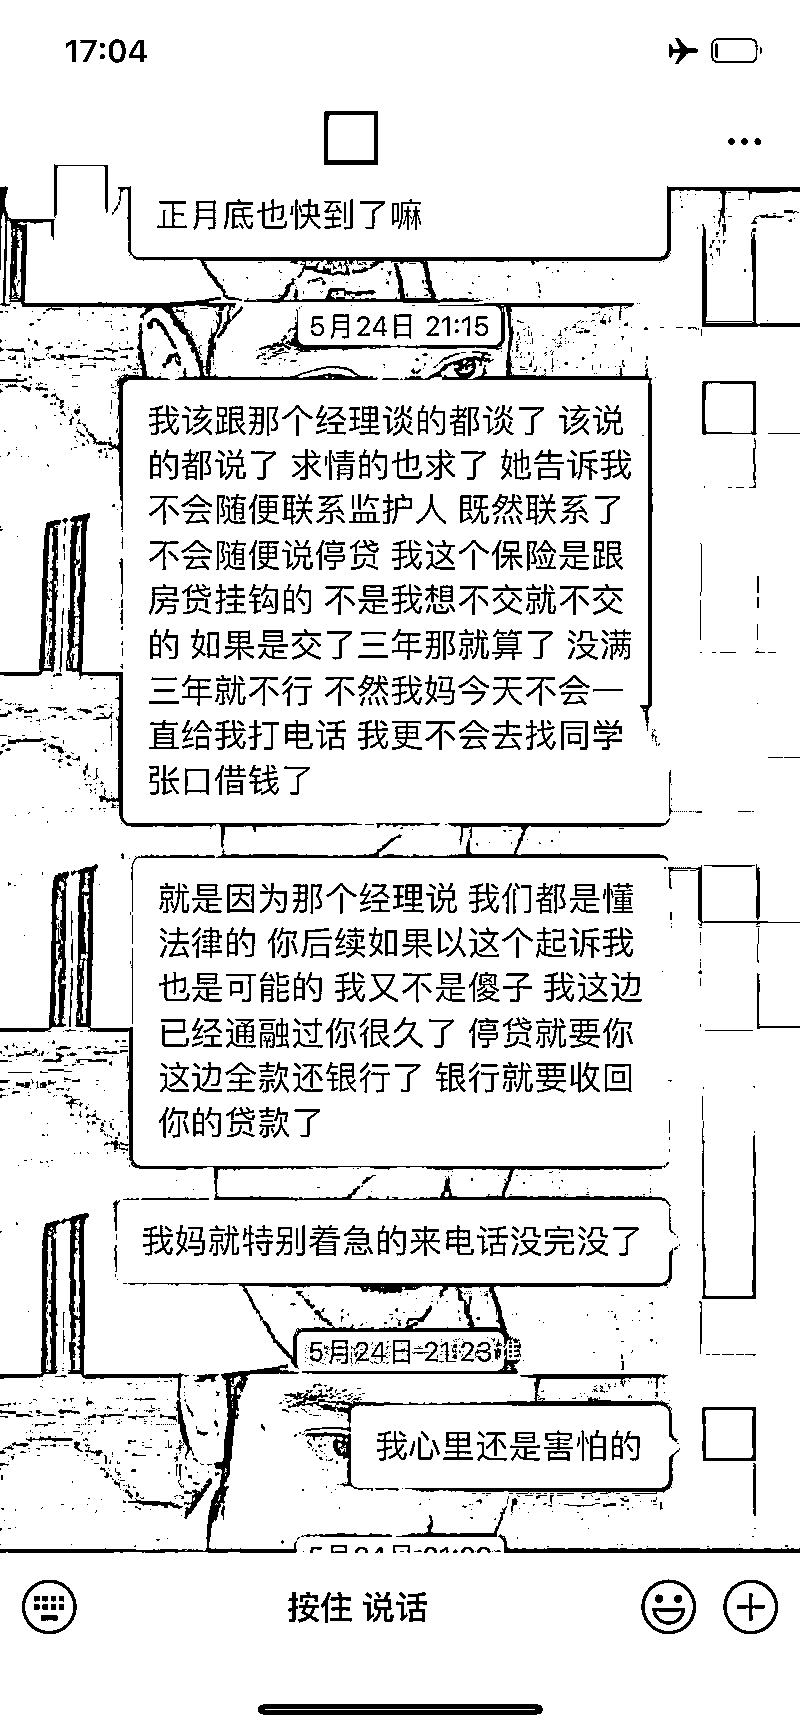 17:04
正月底也快到了嘛
5月24日 21:15
我该跟那个经理谈的都谈了 该说
的都说了 求情的也求了 她告诉我
不会随便联系监护人 既然联系了
不会随便说停贷 我这个保险是跟
房贷挂钩的 不是我想不交就不交
的 如果是交了三年那就算了 没满
三年就不行 不然我妈今天不会一
直给我打电话 我更不会去找同学
张口借钱了
就是因为那个经理说 我们都是懂
法律的 你后续如果以这个起诉我
也是可能的 我又不是傻子 我这边
已经通融过你很久了 停贷就要你
这边全款还银行了 银行就要收回
你的贷款了
我妈就特别着急的来电话没完没了
5月24日 21:23
我心里还是害怕的
按住 说话